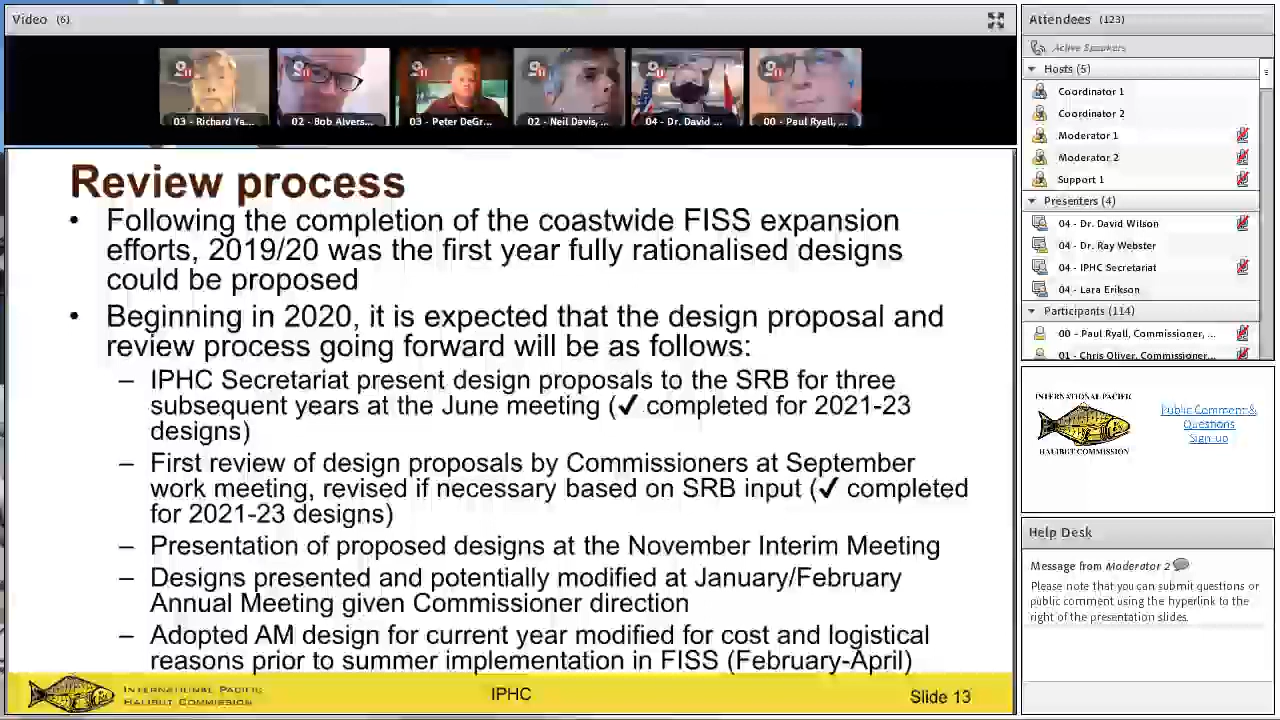 Video (6)
03 - Richard Ya...
02 - Bob Alvers...
03 - Peter DeGr...
02 - Neil Davis, ...
04 - Dr. David ...
00 - Paul Ryall, ...
Review process
• Following the completion of the coastwide FISS expansion
efforts, 2019/20 was the first year fully rationalised designs
could be proposed
• Beginning in 2020, it is expected that the design proposal and
review process going forward will be as follows:
– IPHC Secretariat present design proposals to the SRB for three
subsequent years at the June meeting (✔ completed for 2021-23
designs)
– First review of design proposals by Commissioners at September
work meeting, revised if necessary based on SRB input (✔ completed
for 2021-23 designs)
– Presentation of proposed designs at the November Interim Meeting
– Designs presented and potentially modified at January/February
Annual Meeting given Commissioner direction
– Adopted AM design for current year modified for cost and logistical
reasons prior to summer implementation in FISS (February-April)
INTERNATIONAL PACIFIC
HALIBUT COMMISSION
IPHC
Slide 13
Attendees (123)
Active Speakers
Hosts (5)
Coordinator 1
Coordinator 2
Moderator 1
Moderator 2
Support 1
Presenters (4)
04 - Dr. David Wilson
04 - Dr. Ray Webster
04 - IPHC Secretariat
04 - Lara Erikson
Participants (114)
00 - Paul Ryall, Commissioner, ...
01 - Chris Oliver, Commissioner...
INTERNATIONAL PACIFIC
HALIBUT COMMISSION
Public Comment &
Questions
Sign-up
Help Desk
Message from Moderator 2
Please note that you can submit questions or
public comment using the hyperlink to the
right of the presentation slides.